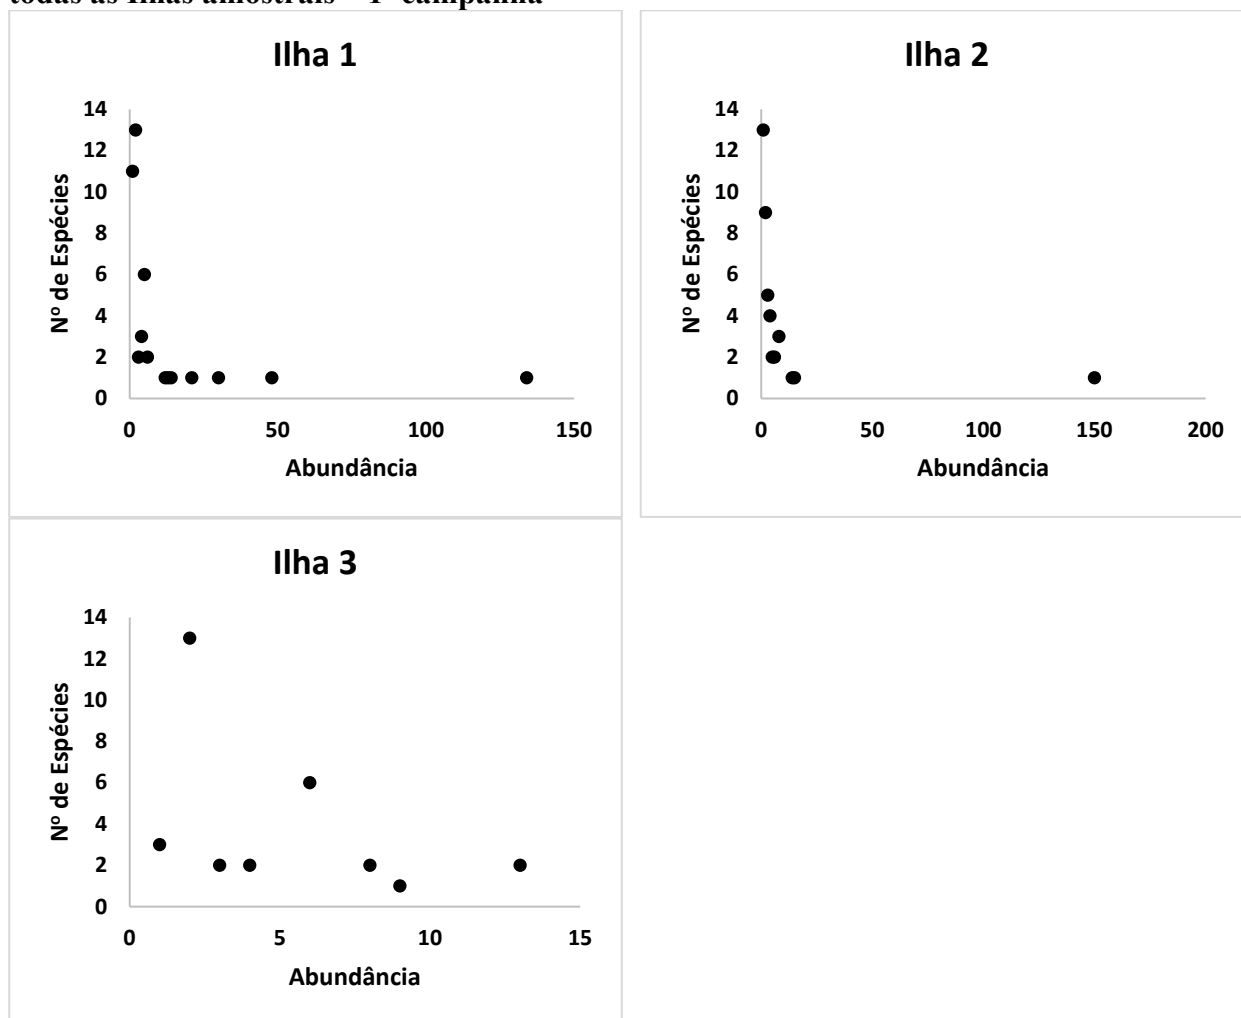 todas as Ilhas amostrais – 1ª campanha
Ilha 1
14
12
10
8
6
4
2
0
Nº de Espécies
0 50 100 150
Abundância
Ilha 2
14
12
10
8
6
4
2
0
Nº de Espécies
0 50 100 150 200
Abundância
Ilha 3
14
12
10
8
6
4
2
0
Nº de Espécies
0 5 10 15
Abundância